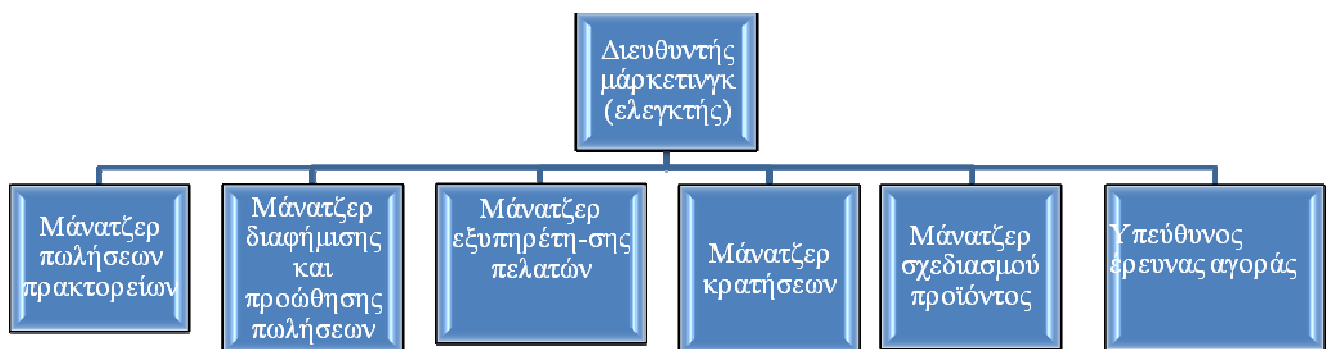 Διευθυντής
μάρκετινγκ
(ελεγκτής)
Μάνατζερ
πωλήσεων
πρακτορείων
Μάνατζερ
διαφήμισης
και
προώθησης
πωλήσεων
Μάνατζερ
εξυπηρέτη-σης
πελατών
Μάνατζερ
κρατήσεων
Μάνατζερ
σχεδιασμού
προϊόντος
Υπεύθυνος
έρευνας αγοράς